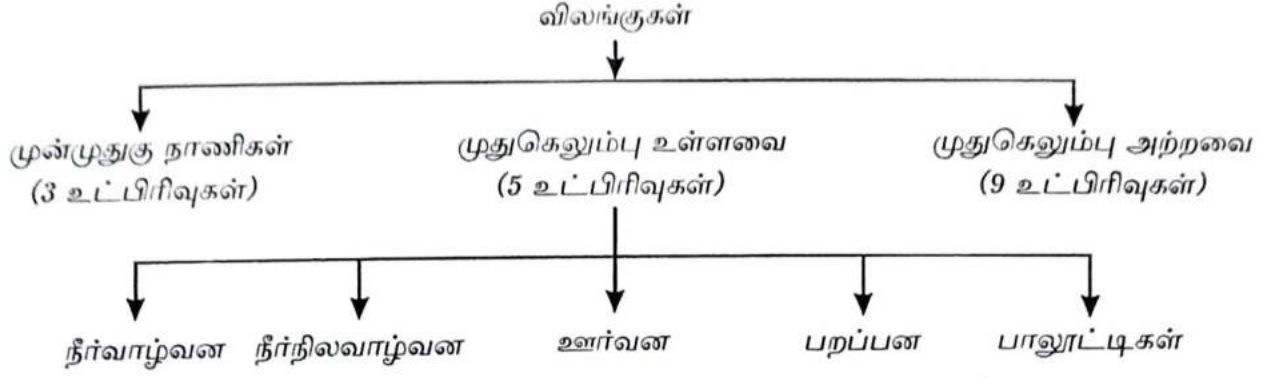 விலங்குகள்
முன்முதுகு நாணிகள் முதுகெலும்பு உள்ளவை முதுகெலும்பு அற்றவை
(3 உட்பிரிவுகள்) (5 உட்பிரிவுகள்) (9 உட்பிரிவுகள்)
நீர்வாழ்வன நீர்நிலவாழ்வன ஊர்வன பறப்பன பாலூட்டிகள்